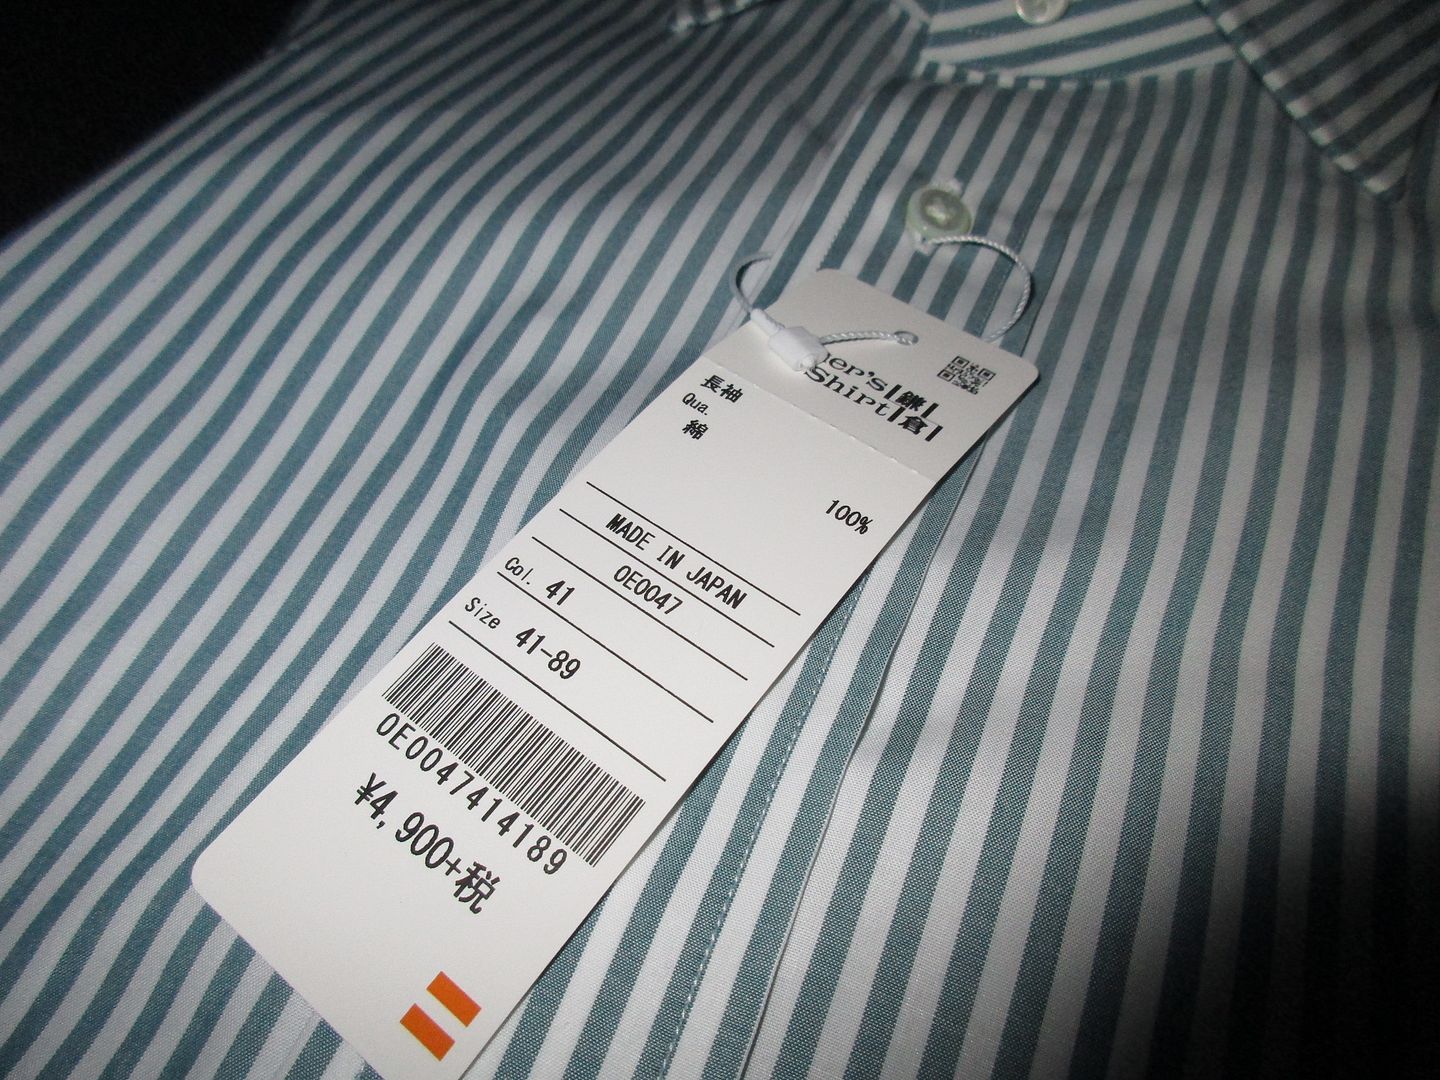 er's|鎌|
Shirt|倉|
長袖
Qua.
綿
100%
MADE IN JAPAN
OE0047
Col. 41
Size 41-89
OE0047414189
¥4,900+税